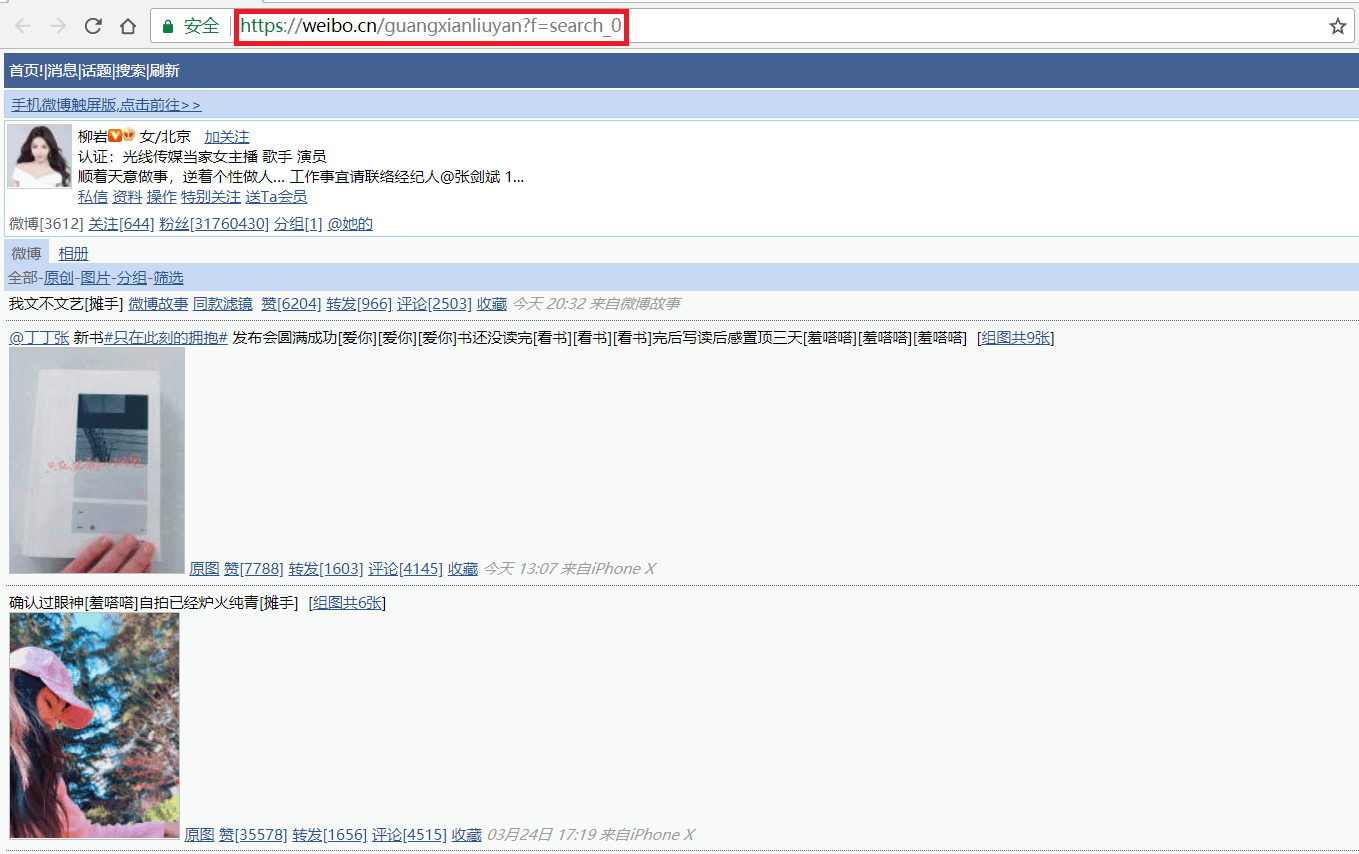 安全 https://weibo.cn/guangxianliuyan?f=search_0
首页!|消息|话题|搜索|刷新
手机微博触屏版,点击前往>>
柳岩 女/北京 加关注
认证：光线传媒当家女主播 歌手 演员
顺着天意做事，逆着个性做人... 工作事宜请联络经纪人@张剑斌 1...
私信 资料 操作 特别关注 送Ta会员
微博[3612] 关注[644] 粉丝[31760430] 分组[1] @她的
微博 相册
全部-原创-图片-分组-筛选
我文不文艺[摊手] 微博故事 同款滤镜 赞[6204] 转发[966] 评论[2503] 收藏 今天 20:32 来自微博故事
@丁丁张 新书#只在此刻的拥抱# 发布会圆满成功[爱你][爱你][爱你]书还没读完[看书][看书][看书]完后写读后感置顶三天[羞嗒嗒][羞嗒嗒][羞嗒嗒] [组图共9张]
原图 赞[7788] 转发[1603] 评论[4145] 收藏 今天 13:07 来自iPhone X
确认过眼神[羞嗒嗒]自拍已经炉火纯青[摊手] [组图共6张]
原图 赞[35578] 转发[1656] 评论[4515] 收藏 03月24日 17:19 来自iPhone X